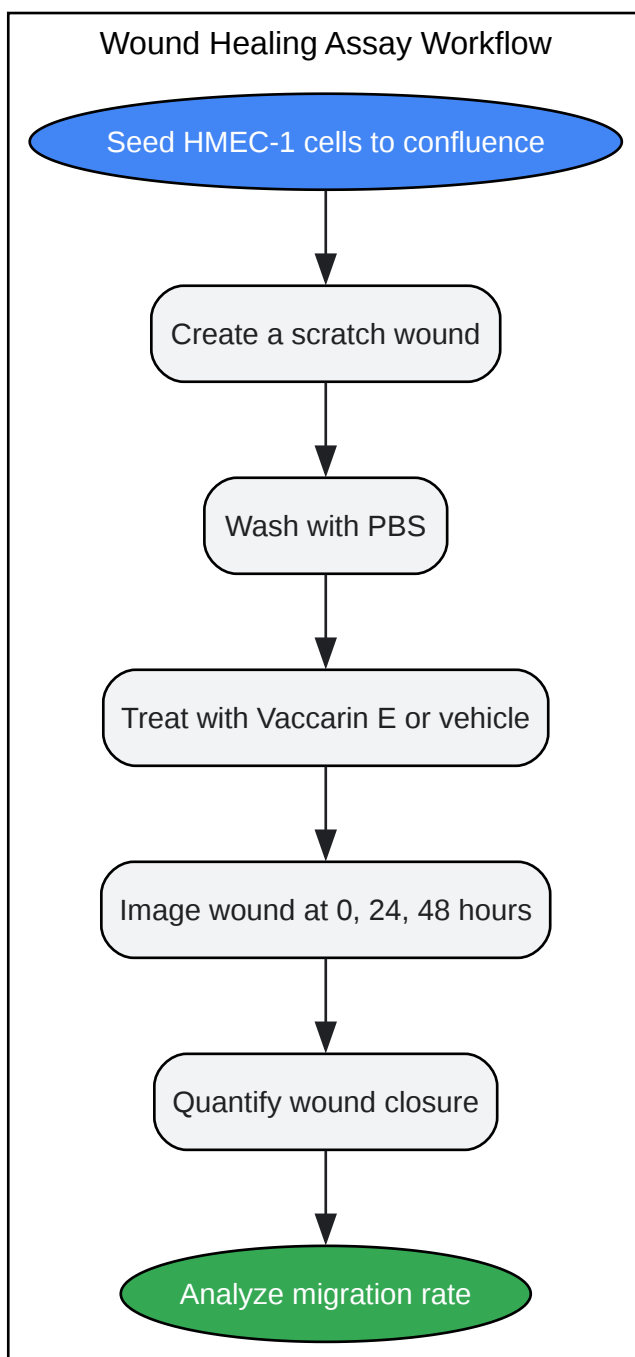 Wound Healing Assay Workflow
Seed HMEC-1 cells to confluence
Create a scratch wound
Wash with PBS
Treat with Vaccarin E or vehicle
Image wound at 0, 24, 48 hours
Quantify wound closure
Analyze migration rate